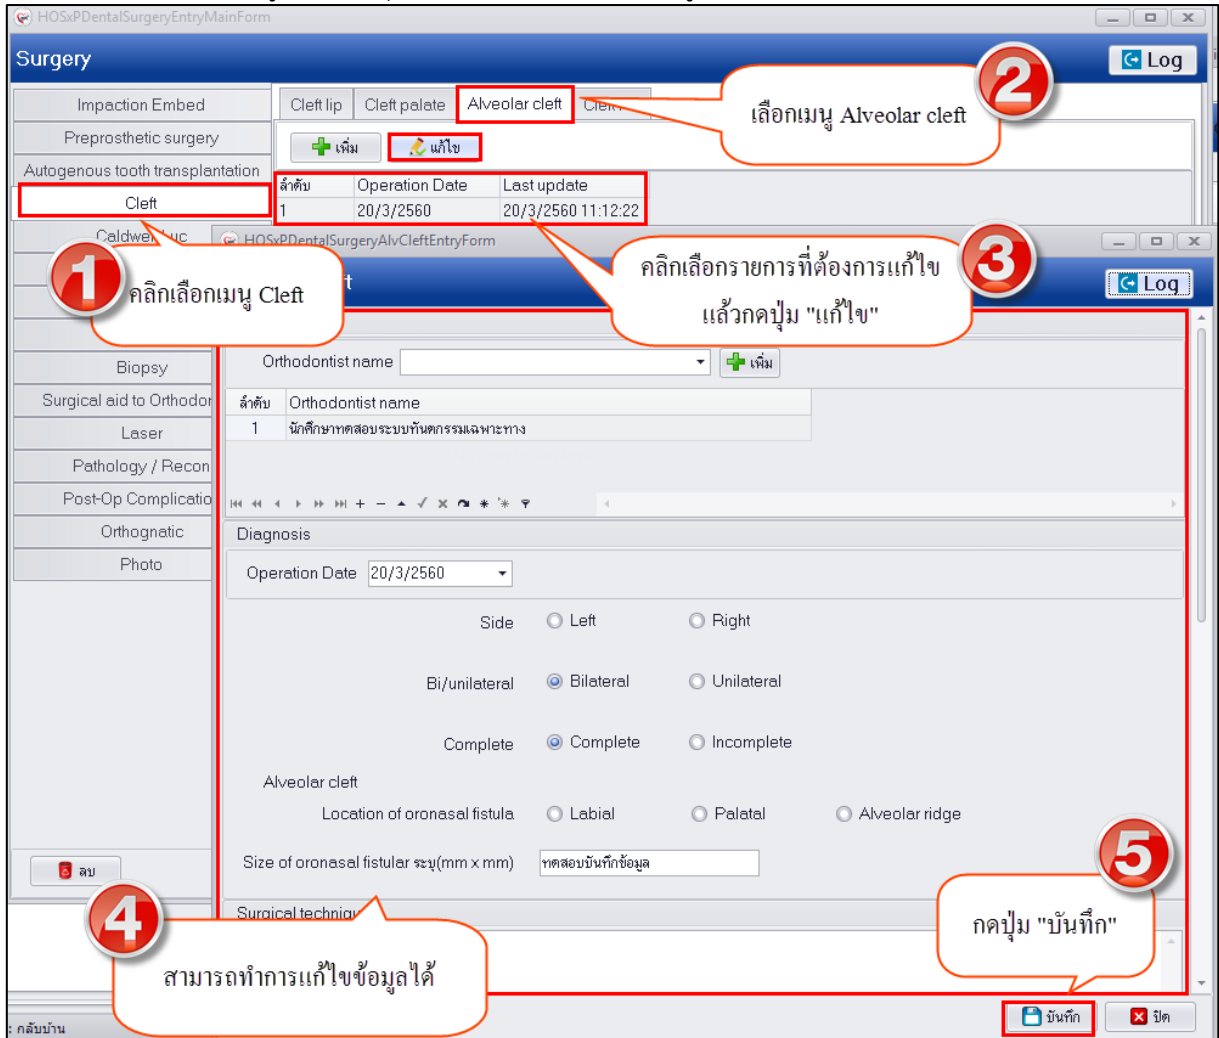 HOSxPDentalSurgeryEntryMainForm
Surgery
Log
2
เลือกเมนู Alveolar cleft
Impaction Embed
Preprosthetic surgery
Autogenous tooth transplantation
Cleft
Cleft lip
Cleft palate
Alveolar cleft
เพิ่ม
แก้ไข
ลำดับ Operation Date Last update
1 20/3/2560 20/3/2560 11:12:22
1
คลิกเลือกเมนู Cleft
3
คลิกเลือกรายการที่ต้องการแก้ไข
แล้วกดปุ่ม "แก้ไข"
HOSxPDentalSurgeryAlvCleftEntryForm
Log
Biopsy
Surgical aid to Orthodor
Laser
Pathology / Recon
Post-Op Complicatio
Orthognatic
Photo
ลบ
Orthodontist name
เพิ่ม
ลำดับ Orthodontist name
1 นักศึกษาทดสอบระบบทันตกรรมเฉพาะทาง
Diagnosis
Operation Date 20/3/2560
Side Left Right
Bi/unilateral Bilateral Unilateral
Complete Complete Incomplete
Alveolar cleft
Location of oronasal fistula Labial Palatal Alveolar ridge
Size of oronasal fistular ระบุ(mm x mm) ทดสอบบันทึกข้อมูล
4
สามารถทำการแก้ไขข้อมูลได้
5
กดปุ่ม "บันทึก"
บันทึก
ปิด
: กลับบ้าน